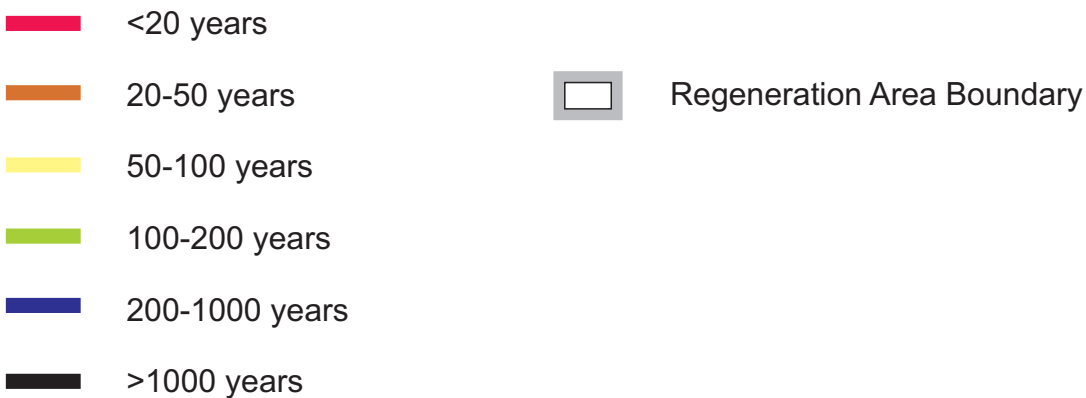 <20 years
20-50 years
Regeneration Area Boundary
50-100 years
100-200 years
200-1000 years
>1000 years